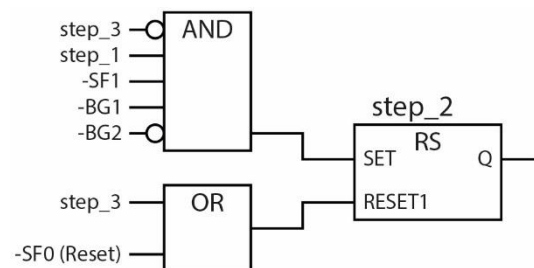 step_3
AND
step_1
-SF1
-BG1
-BG2
step_2
RS
SET
Q
RESET1
step_3
OR
-SF0 (Reset)